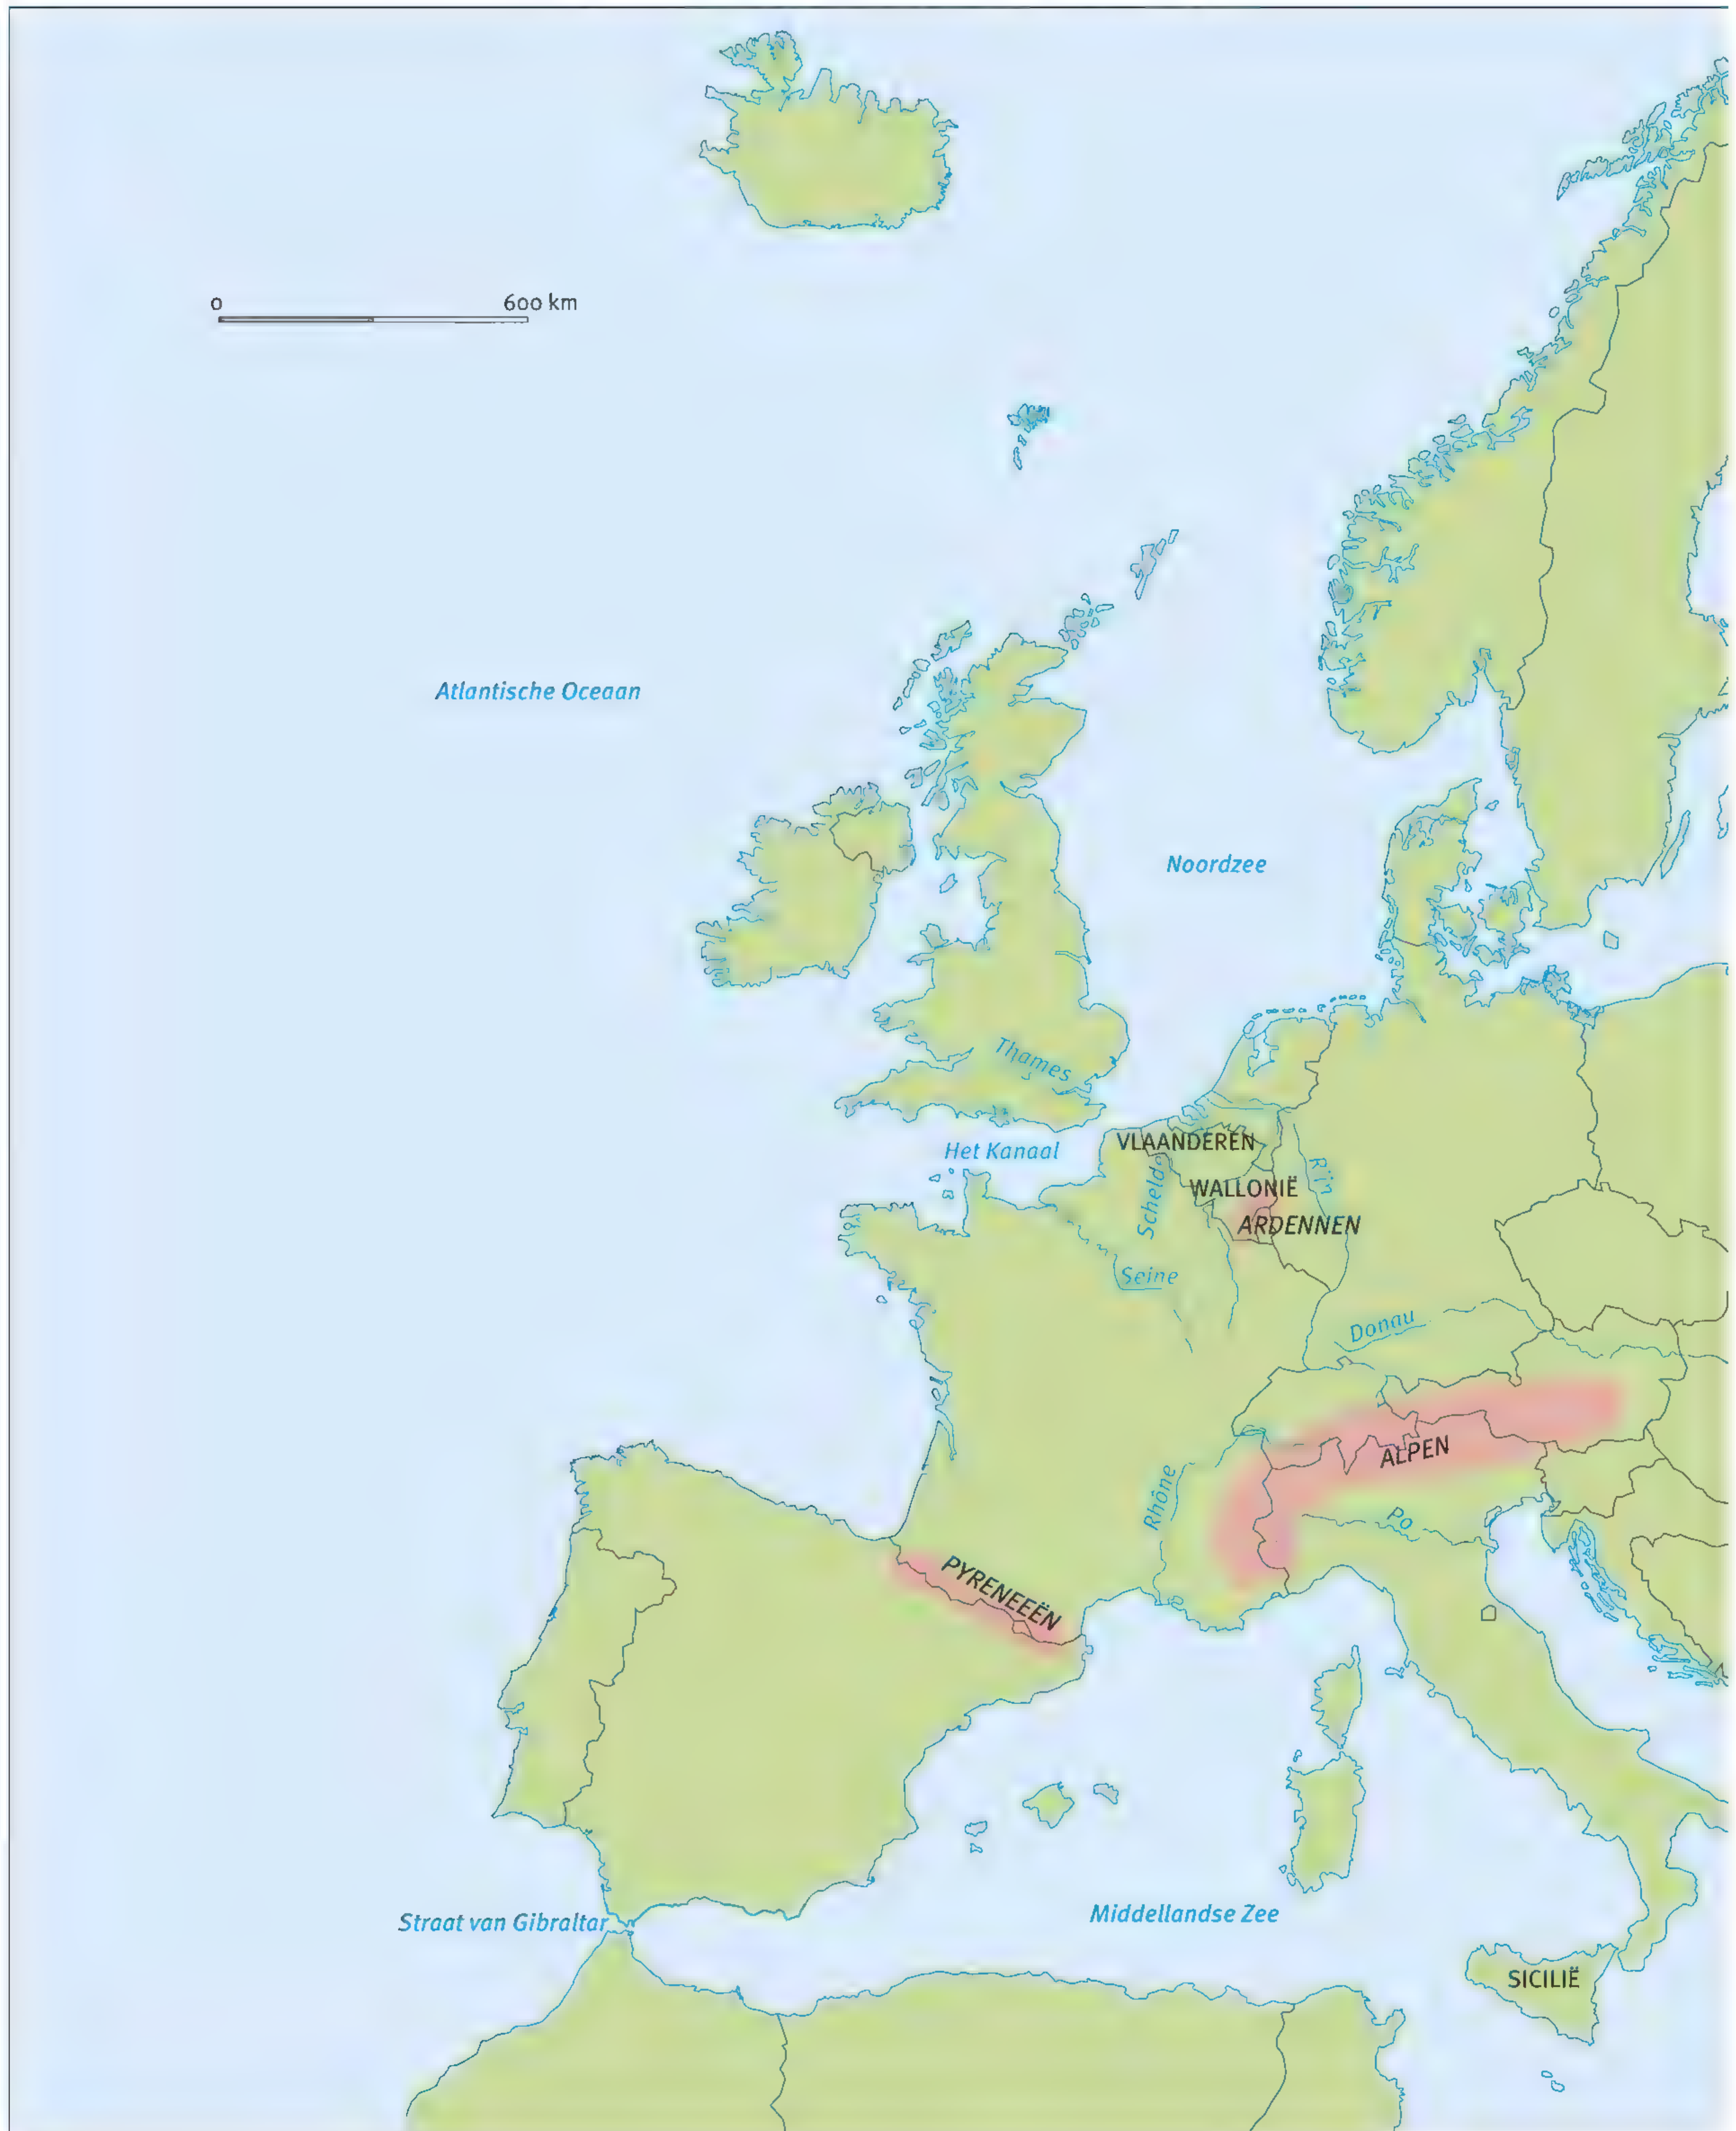 0 600 km
Atlantische Oceaan
Noordzee
Thames
Het Kanaal
VLAANDEREN
Schelde
WALLONIË
Rijn
ARDENNEN
Seine
Donau
ALPEN
Rhône
Po
PYRENEEËN
Straat van Gibraltar
Middellandse Zee
SICILIË